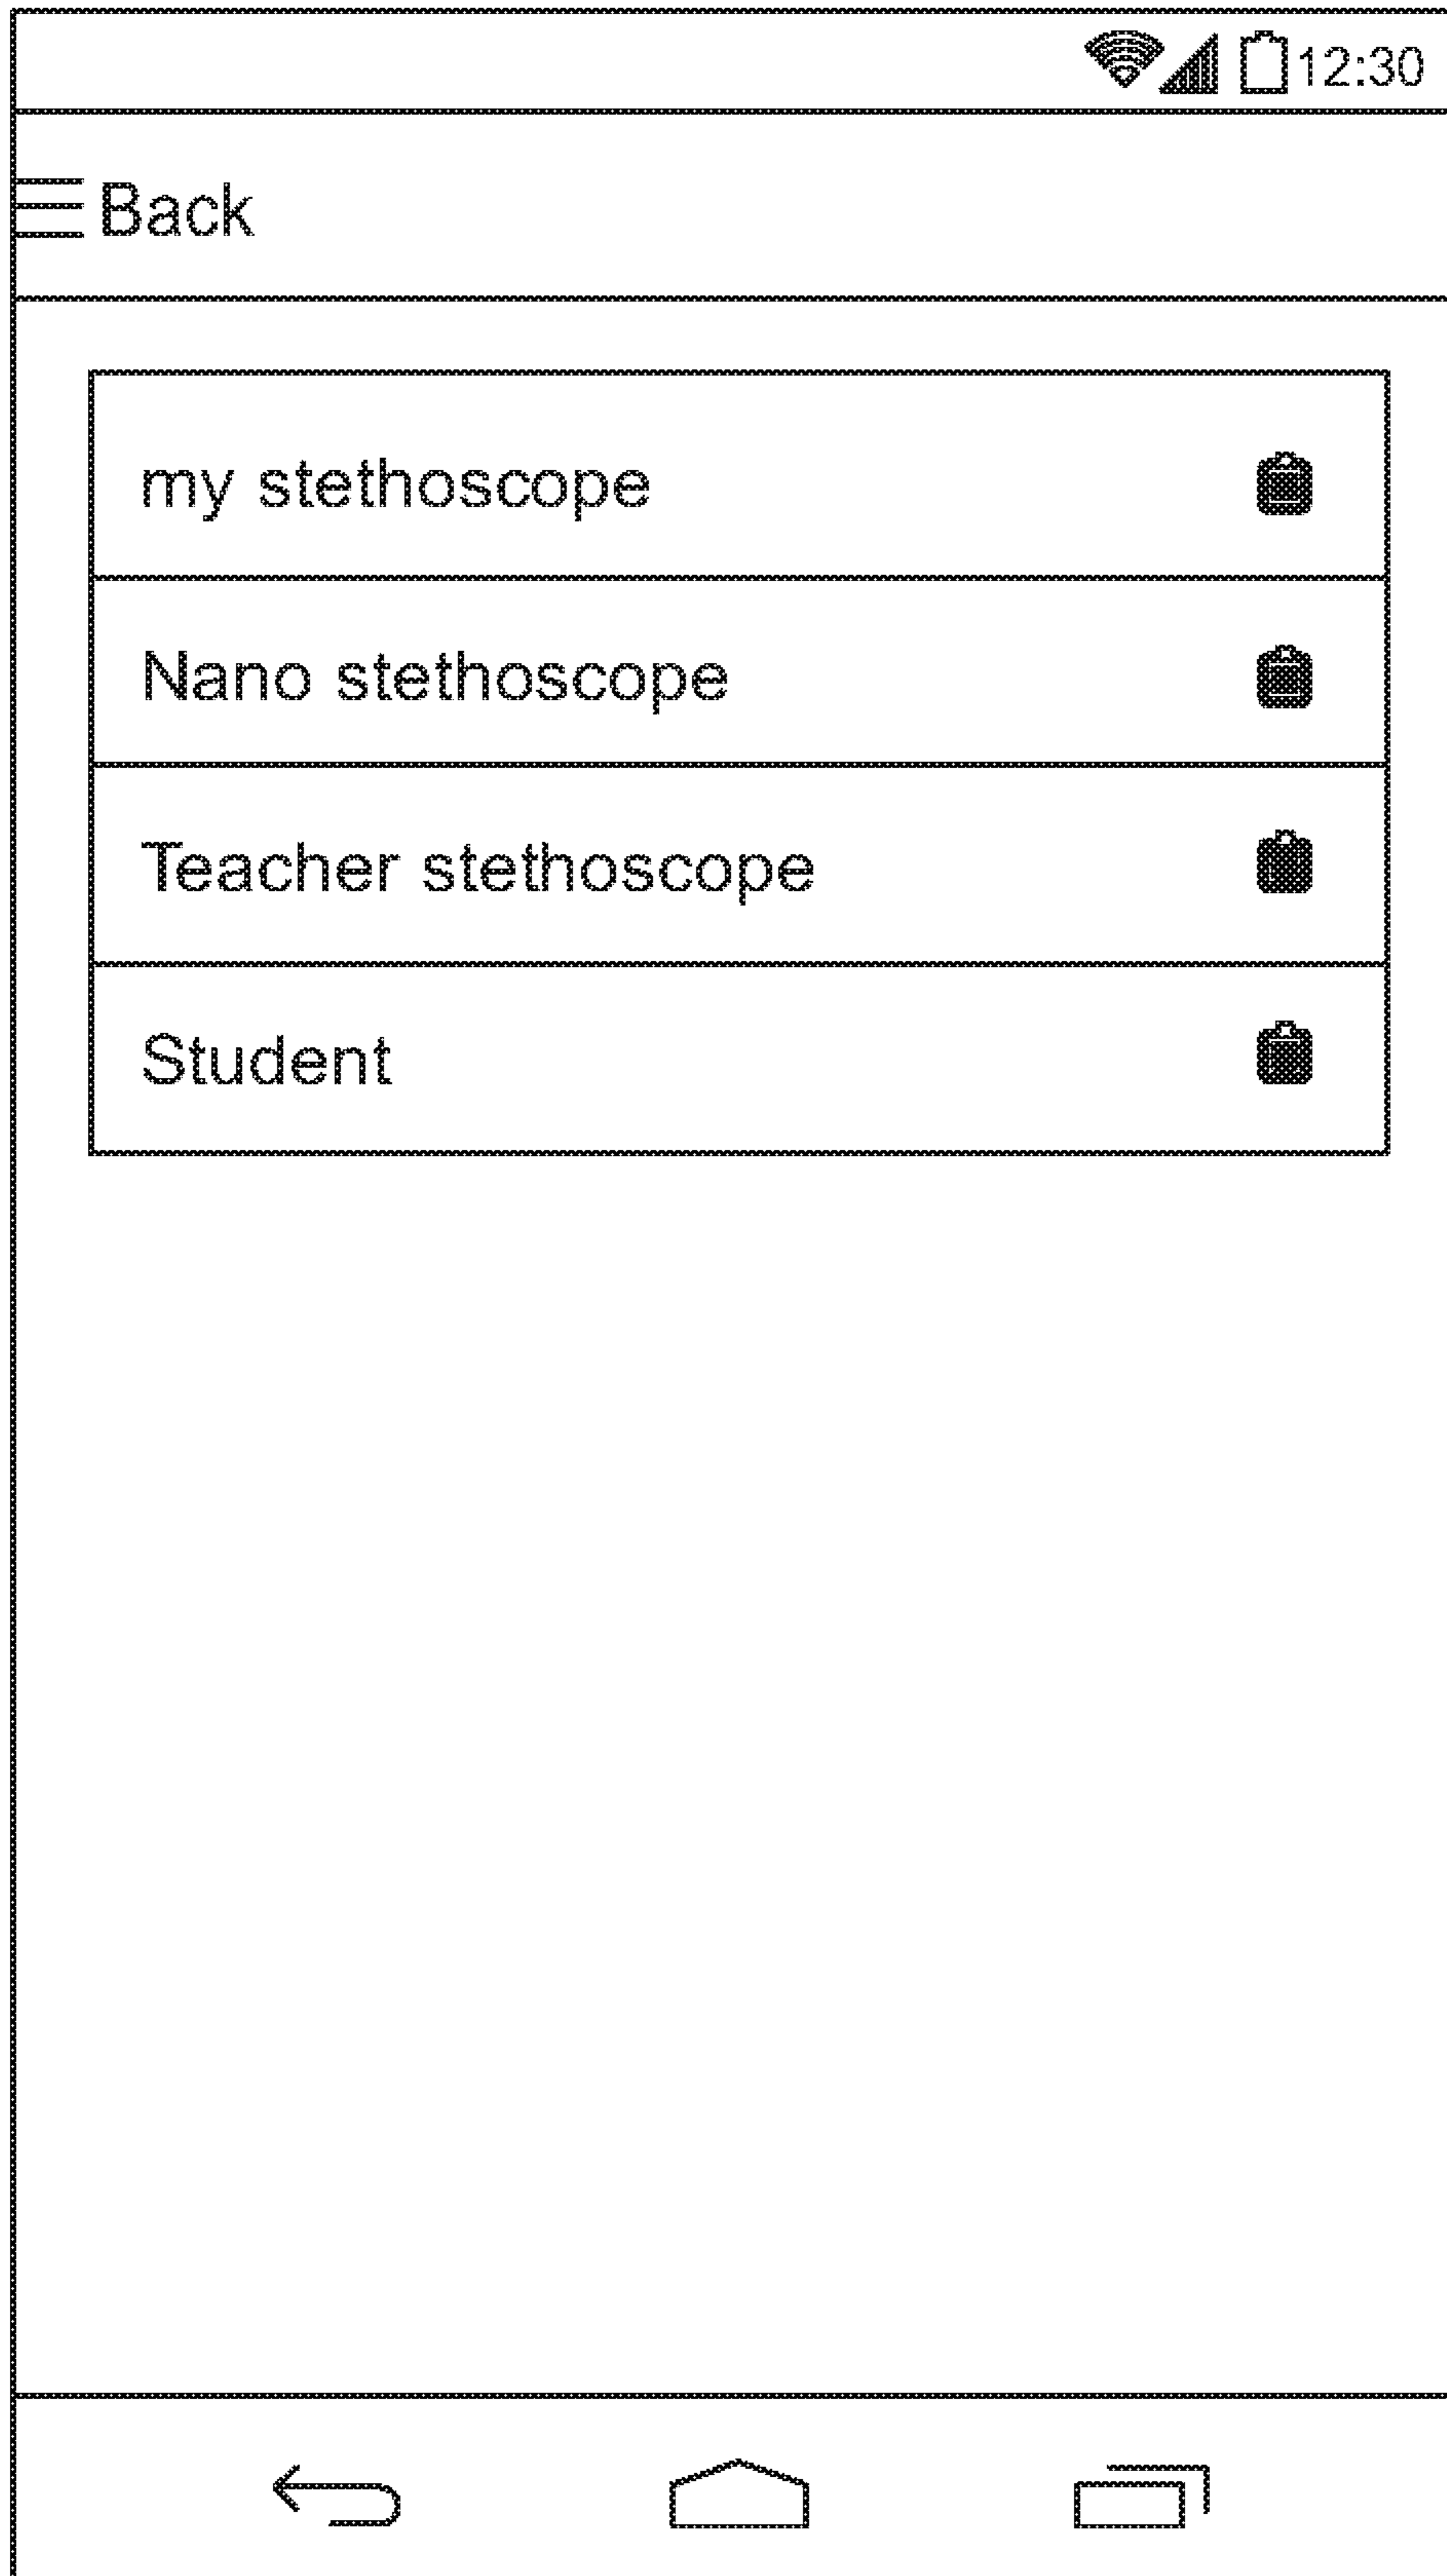 12:30
Back
my stethoscope
Nano stethoscope
Teacher stethoscope
Student